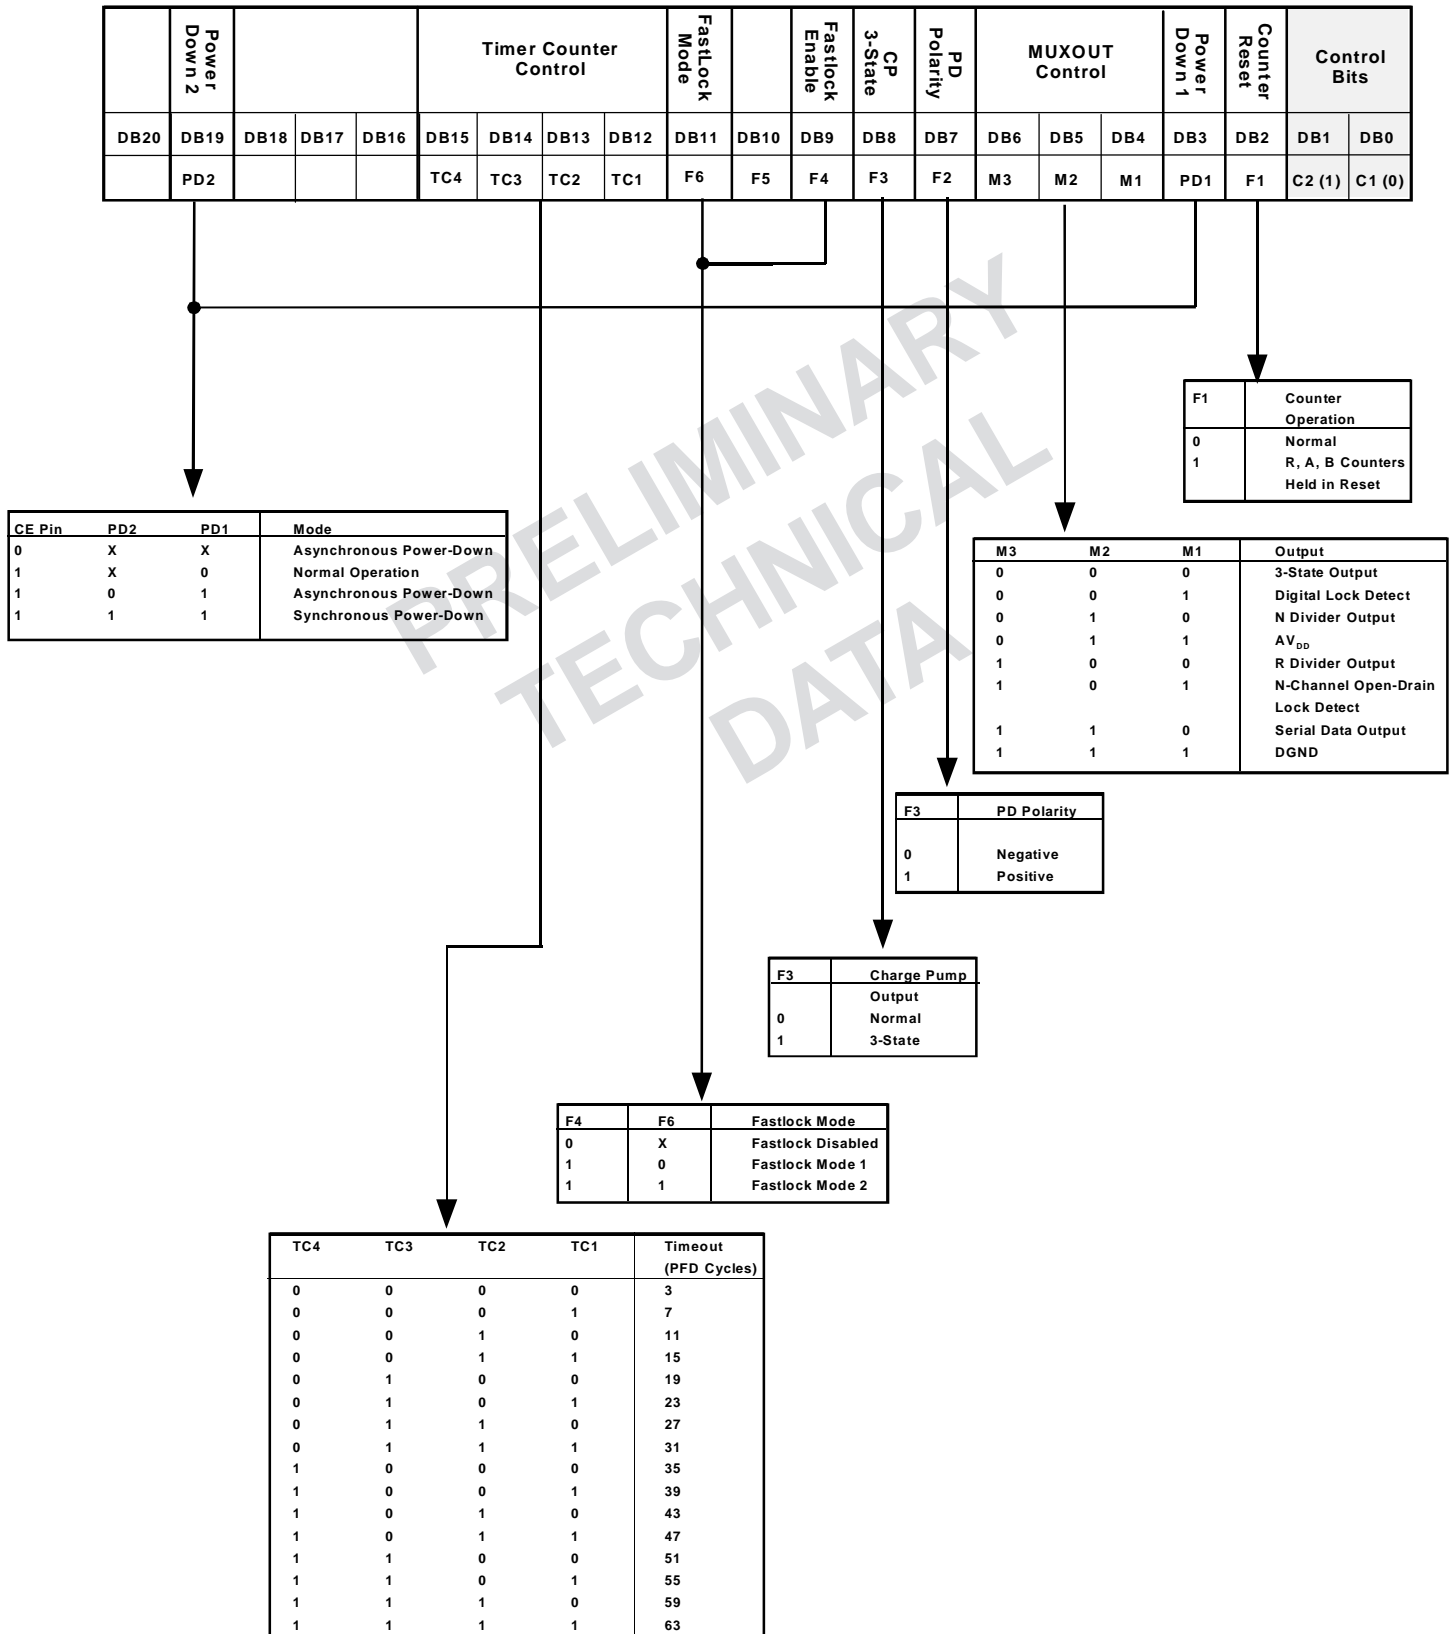 Power Down 2
Timer Counter Control
FastLock Mode
Fastlock Enable
CP 3-State
PD Polarity
MUXOUT Control
Power Down 1
Counter Reset
Control Bits
DB20 DB19 DB18 DB17 DB16 DB15 DB14 DB13 DB12 DB11 DB10 DB9 DB8 DB7 DB6 DB5 DB4 DB3 DB2 DB1 DB0
PD2 TC4 TC3 TC2 TC1 F6 F5 F4 F3 F2 M3 M2 M1 PD1 F1 C2 (1) C1 (0)
PRELIMINARY
TECHNICAL
DATA
F1 Counter
Operation
0 Normal
1 R, A, B Counters
Held in Reset
CE Pin PD2 PD1 Mode
0 X X Asynchronous Power-Down
1 X 0 Normal Operation
1 0 1 Asynchronous Power-Down
1 1 1 Synchronous Power-Down
M3 M2 M1 Output
0 0 0 3-State Output
0 0 1 Digital Lock Detect
0 1 0 N Divider Output
0 1 1 AVDD
1 0 0 R Divider Output
1 0 1 N-Channel Open-Drain
Lock Detect
1 1 0 Serial Data Output
1 1 1 DGND
F3 PD Polarity
0 Negative
1 Positive
F3 Charge Pump
Output
0 Normal
1 3-State
F4 F6 Fastlock Mode
0 X Fastlock Disabled
1 0 Fastlock Mode 1
1 1 Fastlock Mode 2
TC4 TC3 TC2 TC1 Timeout
(PFD Cycles)
0 0 0 0 3
0 0 0 1 7
0 0 1 0 11
0 0 1 1 15
0 1 0 0 19
0 1 0 1 23
0 1 1 0 27
0 1 1 1 31
1 0 0 0 35
1 0 0 1 39
1 0 1 0 43
1 0 1 1 47
1 1 0 0 51
1 1 0 1 55
1 1 1 0 59
1 1 1 1 63